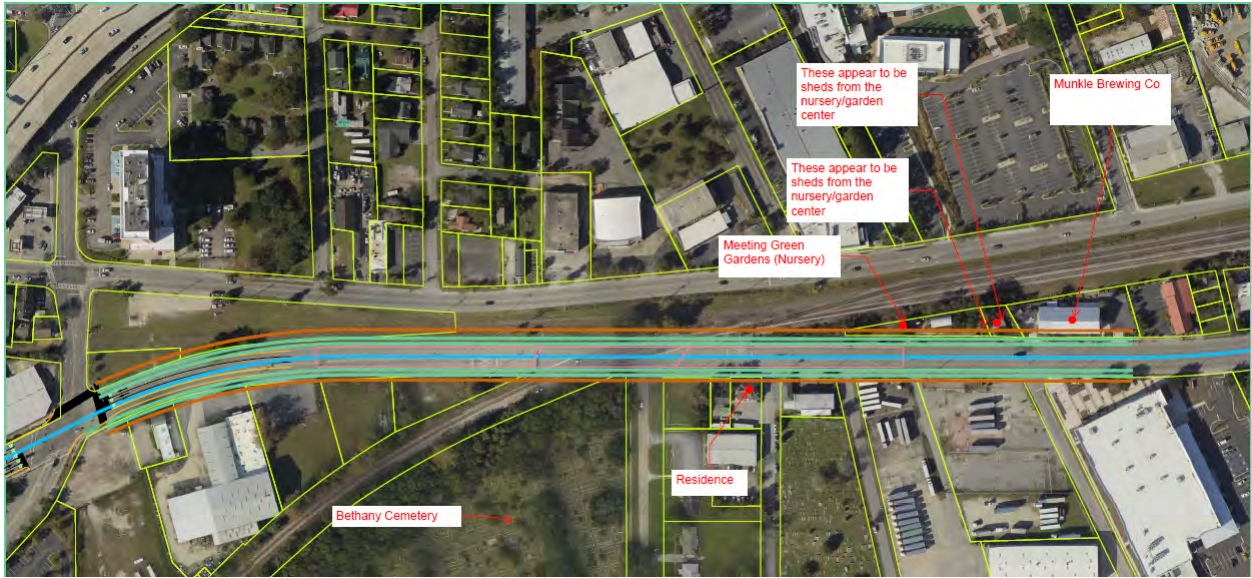 These appear to be
sheds from the
nursery/garden
center
Munkle Brewing Co
These appear to be
sheds from the
nursery/garden
center
Meeting Green
Gardens (Nursery)
Residence
Bethany Cemetery